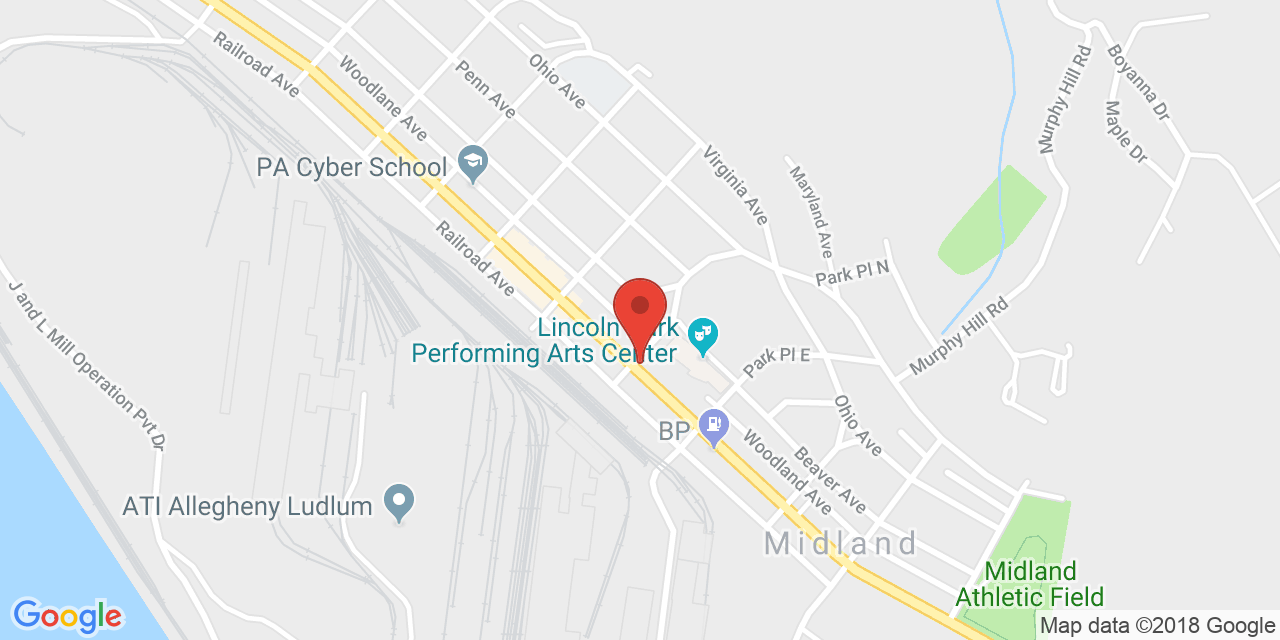 Railroad Ave
Woodlane Ave
Penn Ave
Ohio Ave
Murphy Hill Rd
Boyanna Dr
Maple Dr
PA Cyber School
Virginia Ave
Maryland Ave
Railroad Ave
Park Pl N
J and L Mill Operation Pvt Dr
Lincoln Park
Performing Arts Center
Park Pl E
Murphy Hill Rd
BP
Ohio Ave
Woodland Ave
Beaver Ave
ATI Allegheny Ludlum
Midland
Midland
Athletic Field
Google
Map data ©2018 Google